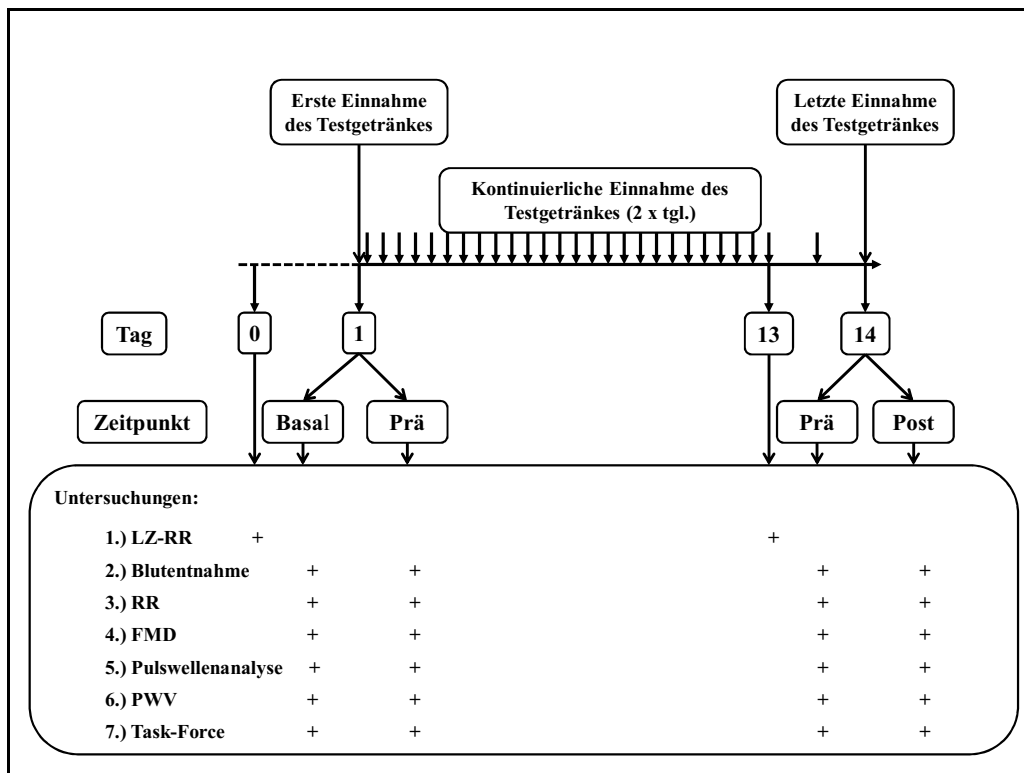 Erste Einnahme
des Testgetränkes
Letzte Einnahme
des Testgetränkes
Kontinuierliche Einnahme des
Testgetränkes (2 x tgl.)
Tag 0 1 13 14
Zeitpunkt Basal Prä Prä Post
Untersuchungen:
1.) LZ-RR + +
2.) Blutentnahme + + + +
3.) RR + + + +
4.) FMD + + + +
5.) Pulswellenanalyse + + + +
6.) PWV + + + +
7.) Task-Force + + + +